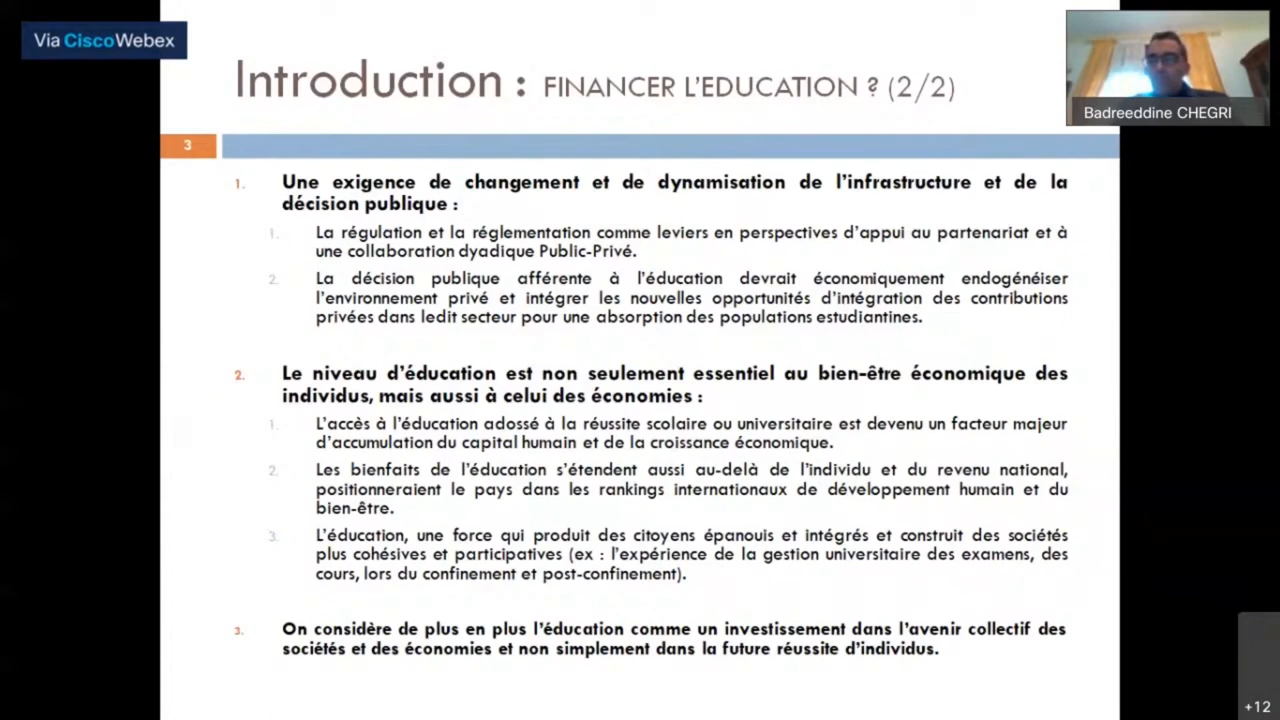 Via Cisco Webex
Introduction : FINANCER L'EDUCATION ? (2/2)
Badreeddine CHEGRI
3
1. Une exigence de changement et de dynamisation de l'infrastructure et de la
décision publique :
1. La régulation et la réglementation comme leviers en perspectives d'appui au partenariat et à
une collaboration dyadique Public-Privé.
2. La décision publique afférente à l'éducation devrait économiquement endogénéiser
l'environnement privé et intégrer les nouvelles opportunités d'intégration des contributions
privées dans ledit secteur pour une absorption des populations estudiantines.
2. Le niveau d'éducation est non seulement essentiel au bien-être économique des
individus, mais aussi à celui des économies :
1. L'accès à l'éducation adossé à la réussite scolaire ou universitaire est devenu un facteur majeur
d'accumulation du capital humain et de la croissance économique.
2. Les bienfaits de l'éducation s'étendent aussi au-delà de l'individu et du revenu national,
positionneraient le pays dans les rankings internationaux de développement humain et du
bien-être.
3. L'éducation, une force qui produit des citoyens épanouis et intégrés et construit des sociétés
plus cohésives et participatives (ex : l'expérience de la gestion universitaire des examens, des
cours, lors du confinement et post-confinement).
3. On considère de plus en plus l'éducation comme un investissement dans l'avenir collectif des
sociétés et des économies et non simplement dans la future réussite d'individus.
+12